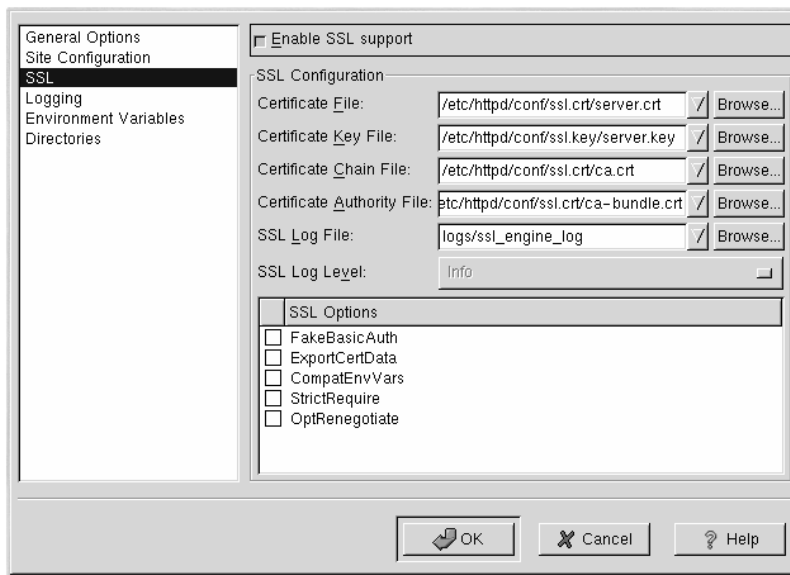 General Options
Site Configuration
SSL
Logging
Environment Variables
Directories
Enable SSL support
SSL Configuration
Certificate File: /etc/httpd/conf/ssl.crt/server.crt Browse...
Certificate Key File: /etc/httpd/conf/ssl.key/server.key Browse...
Certificate Chain File: /etc/httpd/conf/ssl.crt/ca.crt Browse...
Certificate Authority File: etc/httpd/conf/ssl.crt/ca-bundle.crt Browse...
SSL Log File: logs/ssl_engine_log Browse...
SSL Log Level: Info
SSL Options
FakeBasicAuth
ExportCertData
CompatEnvVars
StrictRequire
OptRenegotiate
OK Cancel Help